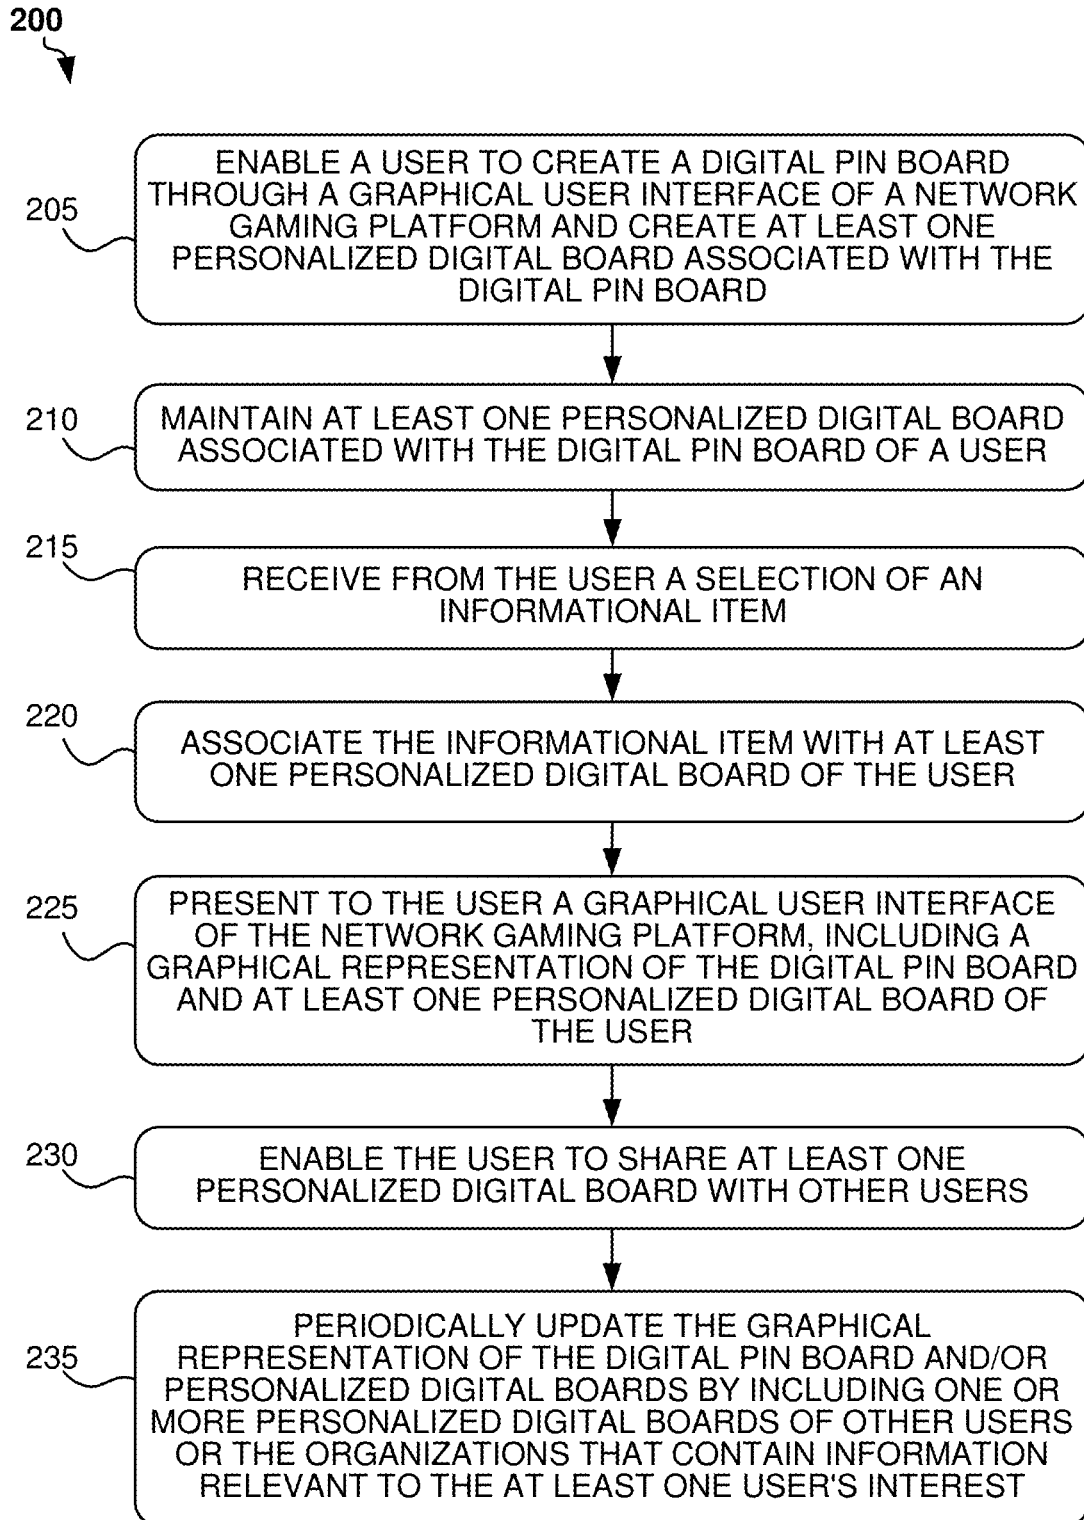 200
205
ENABLE A USER TO CREATE A DIGITAL PIN BOARD
THROUGH A GRAPHICAL USER INTERFACE OF A NETWORK
GAMING PLATFORM AND CREATE AT LEAST ONE
PERSONALIZED DIGITAL BOARD ASSOCIATED WITH THE
DIGITAL PIN BOARD
210
MAINTAIN AT LEAST ONE PERSONALIZED DIGITAL BOARD
ASSOCIATED WITH THE DIGITAL PIN BOARD OF A USER
215
RECEIVE FROM THE USER A SELECTION OF AN
INFORMATIONAL ITEM
220
ASSOCIATE THE INFORMATIONAL ITEM WITH AT LEAST
ONE PERSONALIZED DIGITAL BOARD OF THE USER
225
PRESENT TO THE USER A GRAPHICAL USER INTERFACE
OF THE NETWORK GAMING PLATFORM, INCLUDING A
GRAPHICAL REPRESENTATION OF THE DIGITAL PIN BOARD
AND AT LEAST ONE PERSONALIZED DIGITAL BOARD OF
THE USER
230
ENABLE THE USER TO SHARE AT LEAST ONE
PERSONALIZED DIGITAL BOARD WITH OTHER USERS
235
PERIODICALLY UPDATE THE GRAPHICAL
REPRESENTATION OF THE DIGITAL PIN BOARD AND/OR
PERSONALIZED DIGITAL BOARDS BY INCLUDING ONE OR
MORE PERSONALIZED DIGITAL BOARDS OF OTHER USERS
OR THE ORGANIZATIONS THAT CONTAIN INFORMATION
RELEVANT TO THE AT LEAST ONE USER'S INTEREST